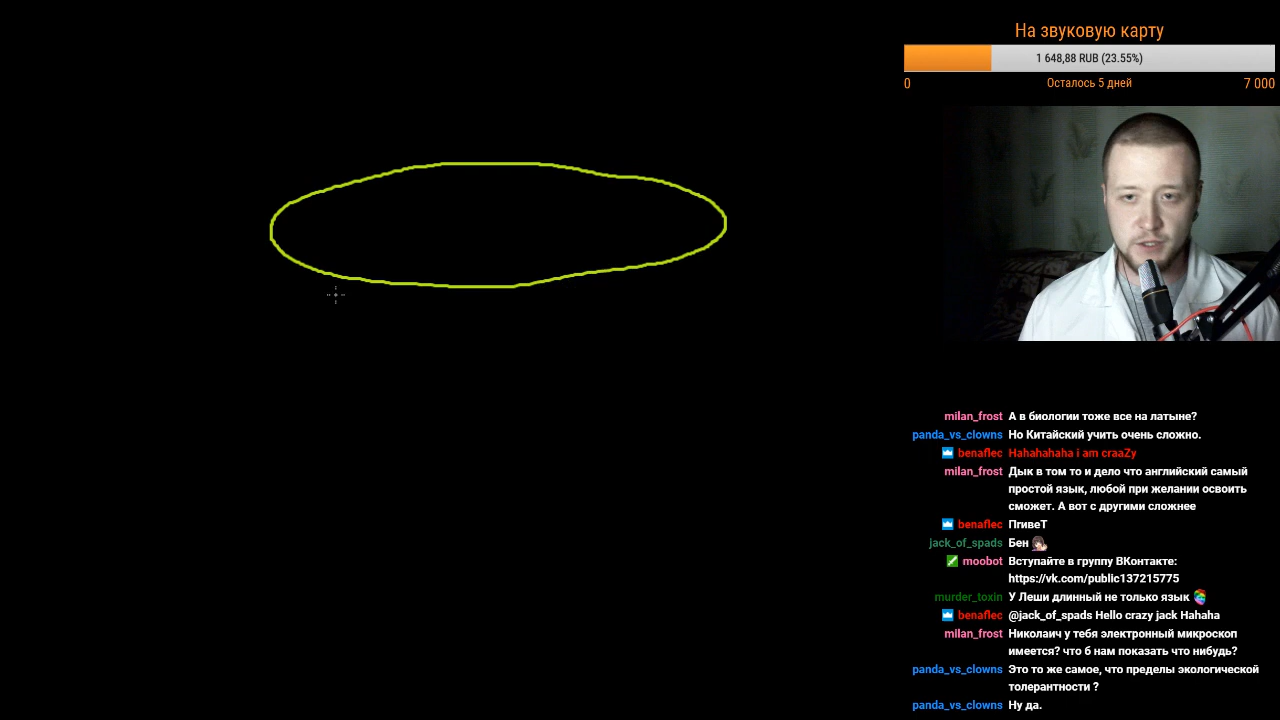 На звуковую карту
1 648,88 RUB (23.55%)
0 Осталось 5 дней 7 000
milan_frost А в биологии тоже все на латыне?
panda_vs_clowns Но Китайский учить очень сложно.
benaflec Hahahahaha i am craaZy
milan_frost Дык в том то и дело что английский самый
простой язык, любой при желании освоить
сможет. А вот с другими сложнее
benaflec ПгивеТ
jack_of_spads Бен
moobot Вступайте в группу ВКонтакте:
https://vk.com/public137215775
murder_toxin У Леши длинный не только язык
benaflec @jack_of_spads Hello crazy jack Hahaha
milan_frost Николаич у тебя электронный микроскоп
имеется? что б нам показать что нибудь?
panda_vs_clowns Это то же самое, что пределы экологической
толерантности ?
panda_vs_clowns Ну да.